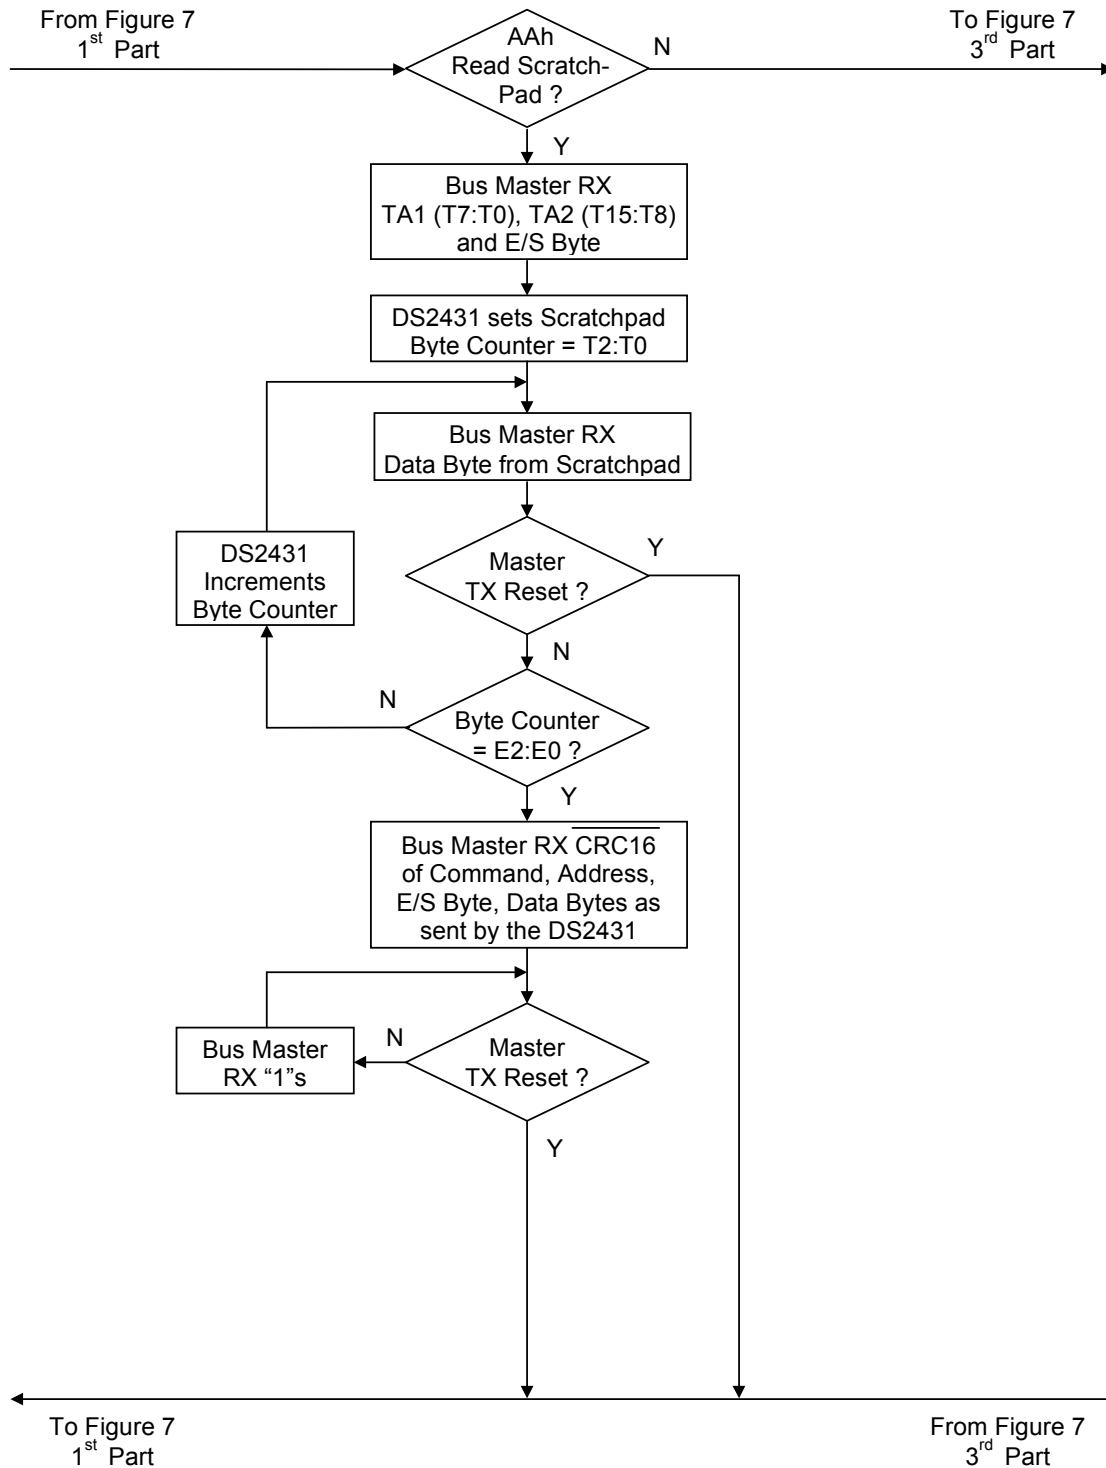 From Figure 7
1st Part
To Figure 7
3rd Part
AAh
Read Scratch-
Pad ?
N
Y
Bus Master RX
TA1 (T7:T0), TA2 (T15:T8)
and E/S Byte
DS2431 sets Scratchpad
Byte Counter = T2:T0
Bus Master RX
Data Byte from Scratchpad
DS2431
Increments
Byte Counter
Master
TX Reset ?
Y
N
N
Byte Counter
= E2:E0 ?
Y
Bus Master RX CRC16
of Command, Address,
E/S Byte, Data Bytes as
sent by the DS2431
Bus Master
RX “1”s
N
Master
TX Reset ?
Y
To Figure 7
1st Part
From Figure 7
3rd Part